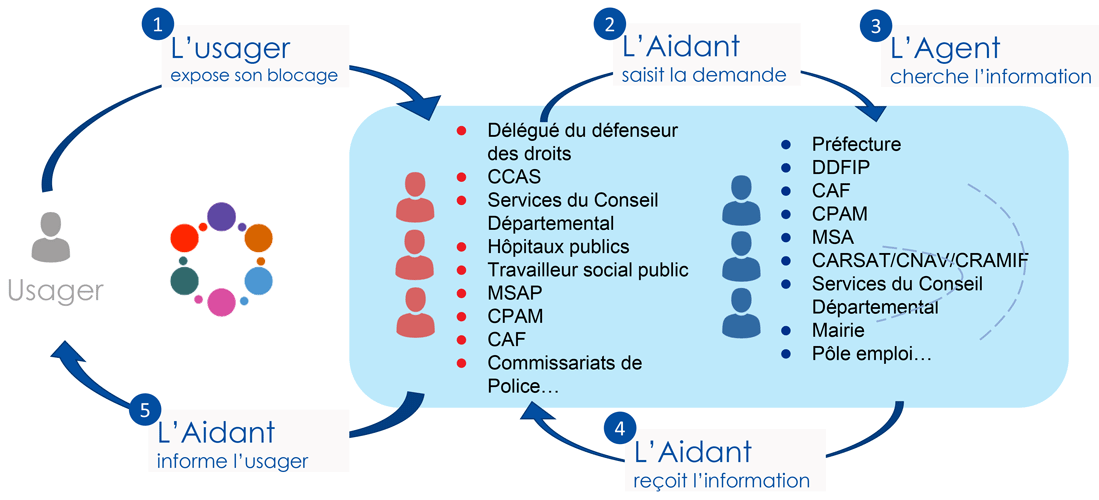 1
L'usager
expose son blocage
2
L'Aidant
saisit la demande
3
L'Agent
cherche l'information
Usager
Délégué du défenseur
des droits
CCAS
Services du Conseil
Départemental
Hôpitaux publics
Travailleur social public
MSAP
CPAM
CAF
Commissariats de
Police…
Préfecture
DDFIP
CAF
CPAM
MSA
CARSAT/CNAV/CRAMIF
Services du Conseil
Départemental
Mairie
Pôle emploi…
4
L'Aidant
reçoit l'information
5
L'Aidant
informe l'usager